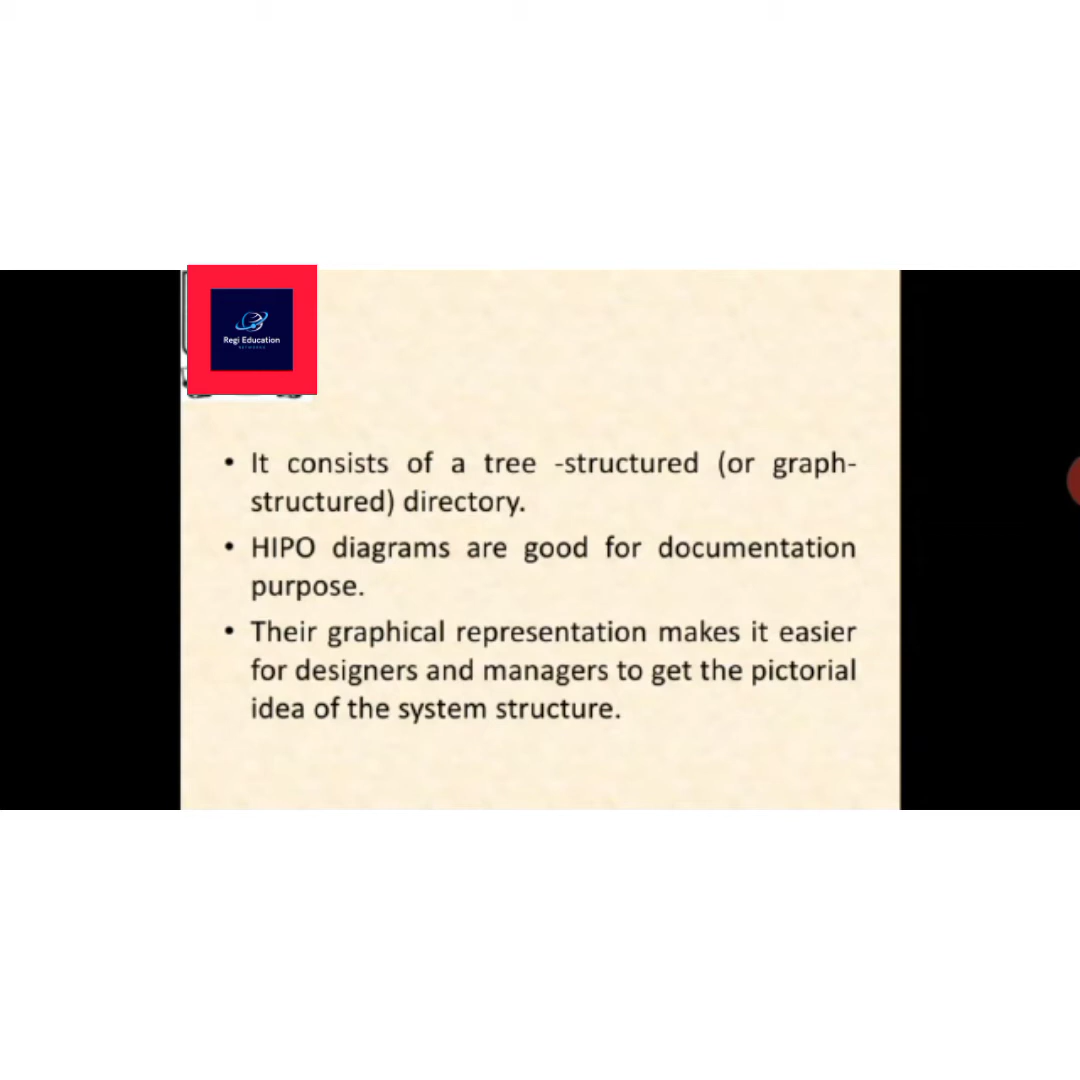 Regi Education
NETWORKS
• It consists of a tree -structured (or graph-
structured) directory.
• HIPO diagrams are good for documentation
purpose.
• Their graphical representation makes it easier
for designers and managers to get the pictorial
idea of the system structure.